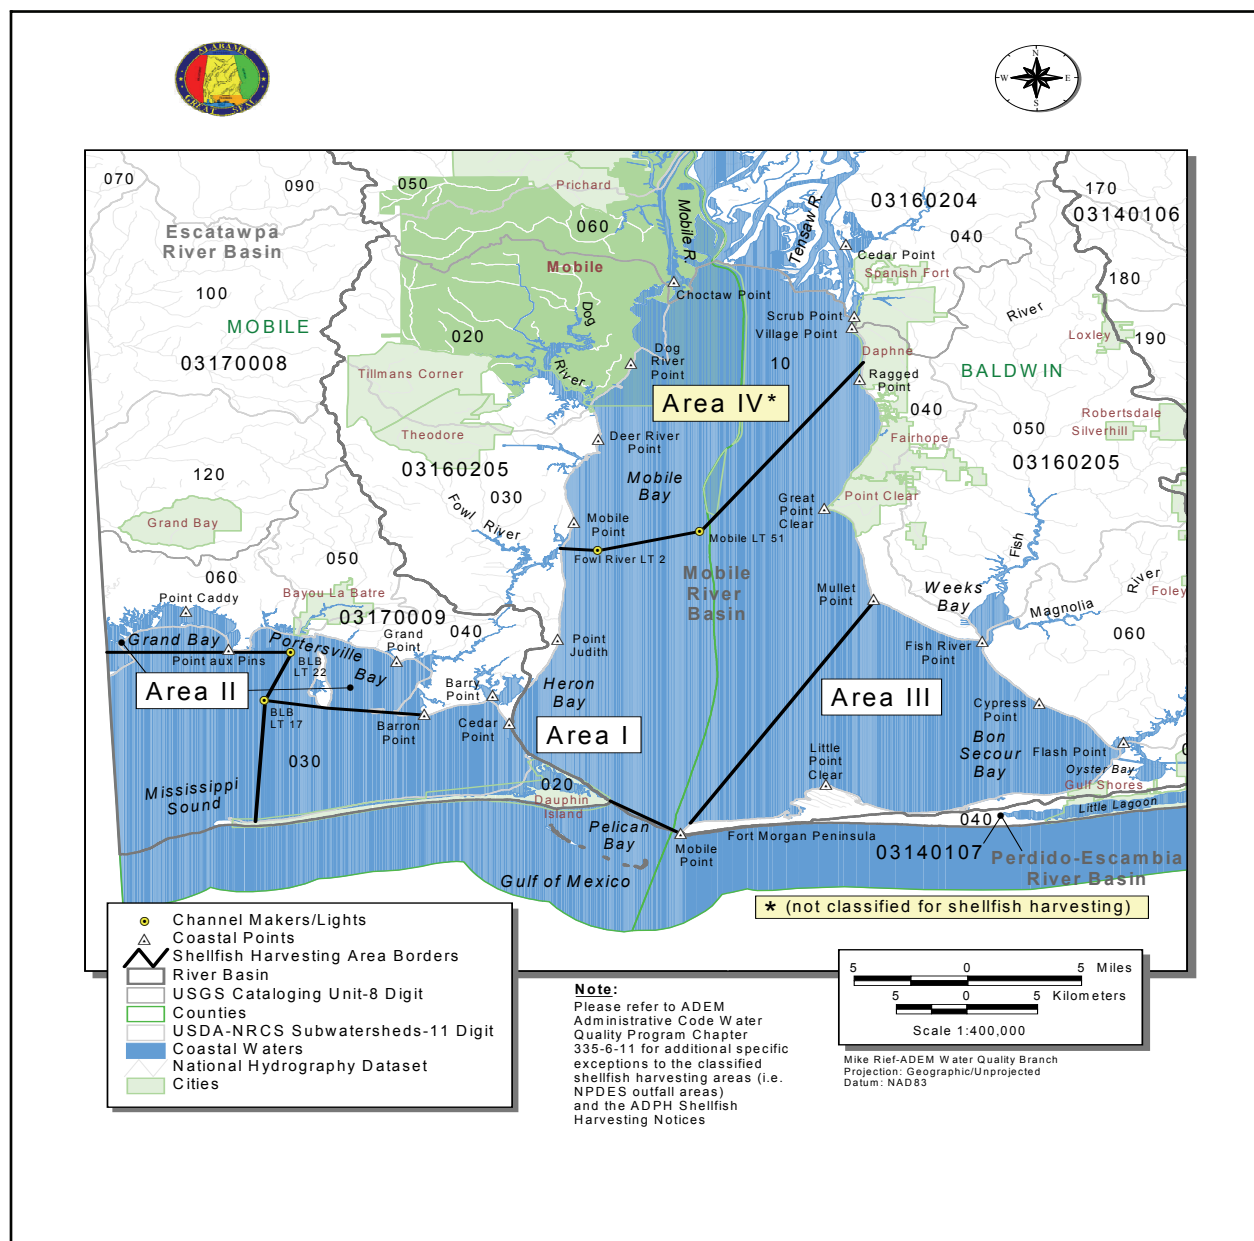 ALABAMA
GREAT SEAL
N
W
E
S
070
090
050
Prichard
060
Mobile R.
Tensaw R.
03160204
170
03140106
040
Cedar Point
Spanish Fort
180
Escatawpa
River Basin
Mobile
Choctaw Point
100
MOBILE
03170008
020
Dog
River
Scrub Point
Village Point
River
Loxley
190
Dog
River
Point
10
Daphne
Ragged
Point
BALDWIN
Tillmans Corner
Area IV*
040
Robertsdale
Silverhill
Theodore
Deer River
Point
Fairhope
050
03160205
03160205
120
030
Mobile
Bay
Great
Point
Clear
Point Clear
Grand Bay
Fowl River
Mobile
Point
Mobile LT 51
Fish
River
050
Fowl River LT 2
060
Point Caddy
Bayou La Batre
03170009
Mobile
River
Basin
Mullet
Point
Weeks
Bay
Magnolia
Foley
Grand Bay
Portersville
Bay
Grand
Point
040
Point
Judith
Fish River
Point
060
Point aux Pins
BLB
LT 22
Area II
Barry
Point
Heron
Bay
Area III
BLB
LT 17
Barron
Point
Cedar
Point
Area I
Cypress
Point
Bon
Secour
Bay
Flash Point
030
Little
Point
Clear
Oyster Bay
0
Mississippi
Sound
020
Dauphin
Island
Gulf Shores
Little Lagoon
Pelican
Bay
Mobile
Point
Fort Morgan Peninsula
040
03140107
Perdido-Escambia
River Basin
Gulf of Mexico
* (not classified for shellfish harvesting)
Channel Makers/Lights
Coastal Points
Shellfish Harvesting Area Borders
River Basin
USGS Cataloging Unit-8 Digit
Counties
USDA-NRCS Subwatersheds-11 Digit
Coastal Waters
National Hydrography Dataset
Cities
Note:
Please refer to ADEM
Administrative Code Water
Quality Program Chapter
335-6-11 for additional specific
exceptions to the classified
shellfish harvesting areas (i.e.
NPDES outfall areas)
and the ADPH Shellfish
Harvesting Notices
5 0 5 Miles
5 0 5 Kilometers
Scale 1:400,000
Mike Rief-ADEM Water Quality Branch
Projection: Geographic/Unprojected
Datum: NAD83